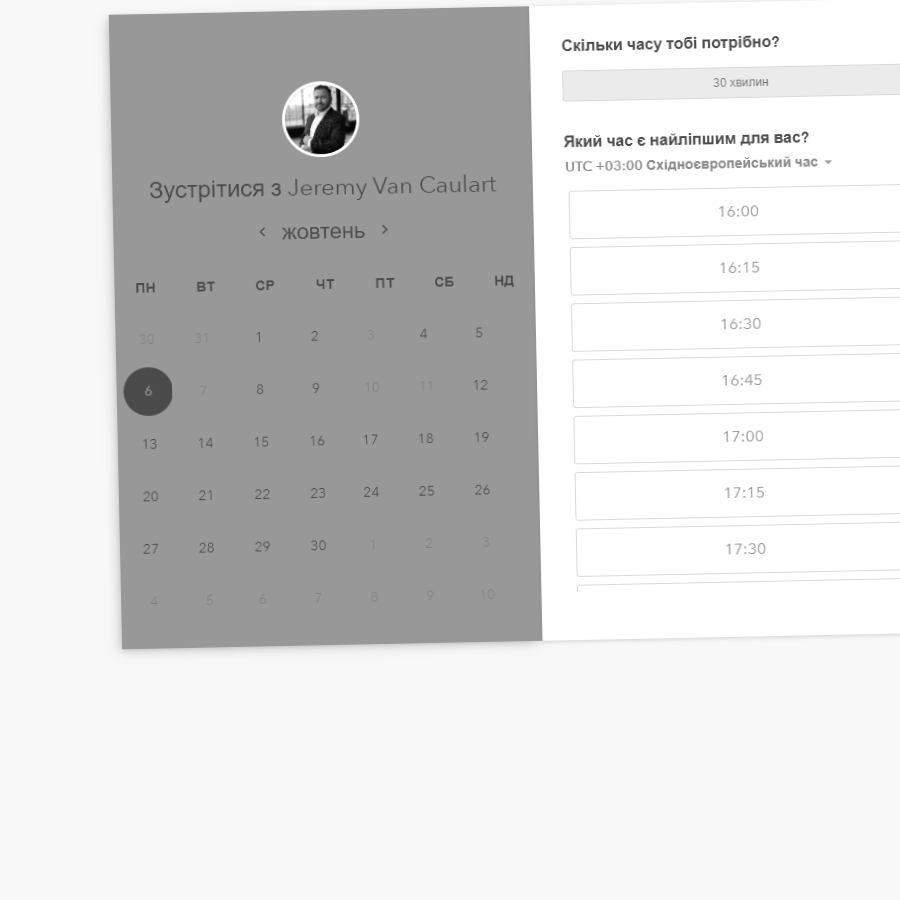 Зустрітися з Jeremy Van Caulart
‹ жовтень ›
ПН ВТ СР ЧТ ПТ СБ НД
30 31 1 2 3 4 5
6 7 8 9 10 11 12
13 14 15 16 17 18 19
20 21 22 23 24 25 26
27 28 29 30 1 2 3
4 5 6 7 8 9 10
Скільки часу тобі потрібно?
30 хвилин
Який час є найліпшим для вас?
UTC +03:00 Східноєвропейський час
16:00
16:15
16:30
16:45
17:00
17:15
17:30